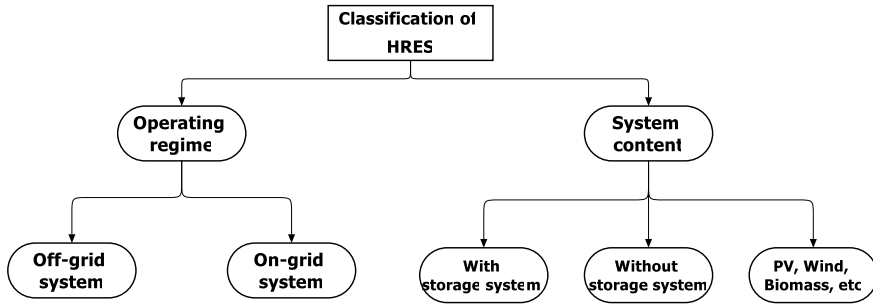 Classification of
HRES
Operating
regime
System
content
Off-grid
system
On-grid
system
With
storage system
Without
storage system
PV, Wind,
Biomass, etc